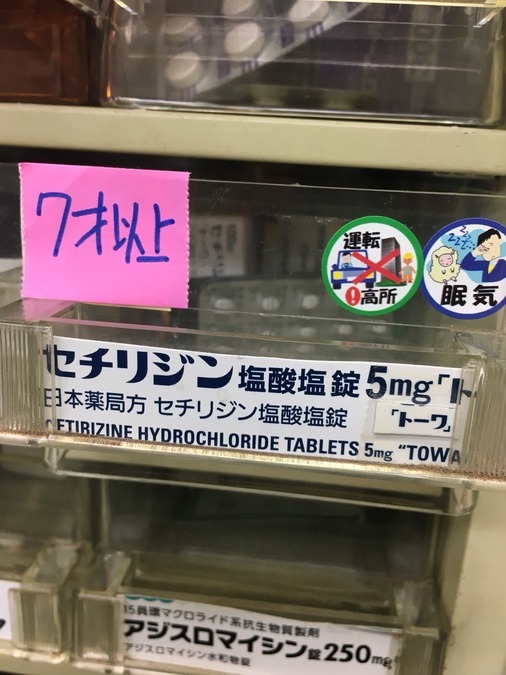 7才以上
運転
高所
眠気
セチリジン塩酸塩錠5mg「ト
日本薬局方 セチリジン塩酸塩錠
「トーワ」
CETIRIZINE HYDROCHLORIDE TABLETS 5mg "TOWA
15員環マクロライド系抗生物質製剤
アジスロマイシン錠250mg
アジスロマイシン水和物錠